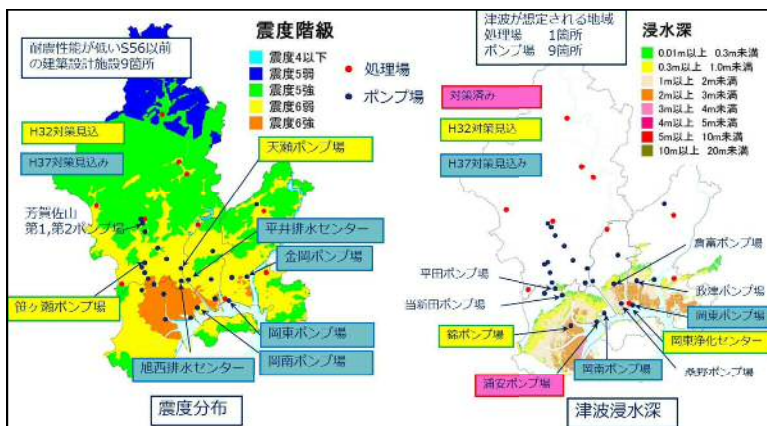 耐震性能が低いS56以前
の建築設計施設9箇所
震度階級
震度4以下
震度5弱
震度5強
震度6弱
震度6強
処理場
ポンプ場
H32対策見込
H37対策見込み
天瀬ポンプ場
芳賀佐山
第1,第2ポンプ場
平井排水センター
金岡ポンプ場
笹ヶ瀬ポンプ場
岡東ポンプ場
岡南ポンプ場
旭西排水センター
震度分布
津波が想定される地域
処理場 1箇所
ポンプ場 9箇所
浸水深
0.01m以上 0.3m未満
0.3m以上 1.0m未満
1m以上 2m未満
2m以上 3m未満
3m以上 4m未満
4m以上 5m未満
5m以上 10m未満
10m以上 20m未満
対策済み
H32対策見込
H37対策見込み
倉富ポンプ場
平田ポンプ場
政津ポンプ場
当新田ポンプ場
岡東ポンプ場
錦ポンプ場
岡東浄化センター
浦安ポンプ場
岡南ポンプ場
桑野ポンプ場
津波浸水深